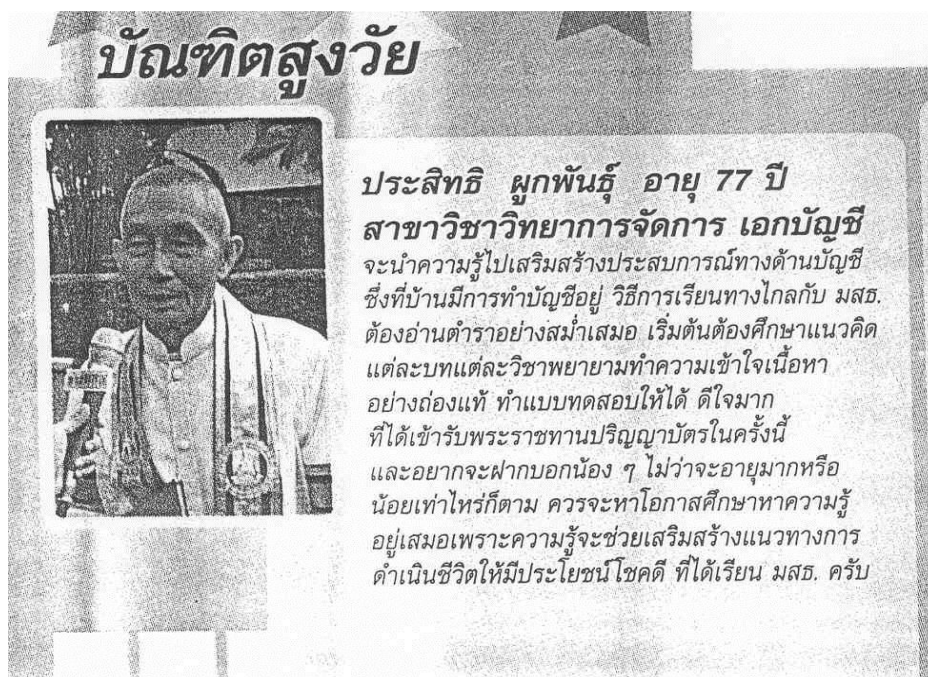 บัณฑิตสูงวัย
ประสิทธิ ผูกพันธุ์ อายุ 77 ปี
สาขาวิชาวิทยาการจัดการ เอกบัญชี
จะนำความรู้ไปเสริมสร้างประสบการณ์ทางด้านบัญชี
ซึ่งที่บ้านมีการทำบัญชีอยู่ วิธีการเรียนทางไกลกับ มสธ.
ต้องอ่านตำราอย่างสม่ำเสมอ เริ่มต้นต้องศึกษาแนวคิด
แต่ละบทแต่ละวิชาพยายามทำความเข้าใจเนื้อหา
อย่างถ่องแท้ ทำแบบทดสอบให้ได้ ดีใจมาก
ที่ได้เข้ารับพระราชทานปริญญาบัตรในครั้งนี้
และอยากจะฝากบอกน้อง ๆ ไม่ว่าจะอายุมากหรือ
น้อยเท่าไหร่ก็ตาม ควรจะหาโอกาสศึกษาหาความรู้
อยู่เสมอเพราะความรู้จะช่วยเสริมสร้างแนวทางการ
ดำเนินชีวิตให้มีประโยชน์โชคดี ที่ได้เรียน มสธ. ครับ